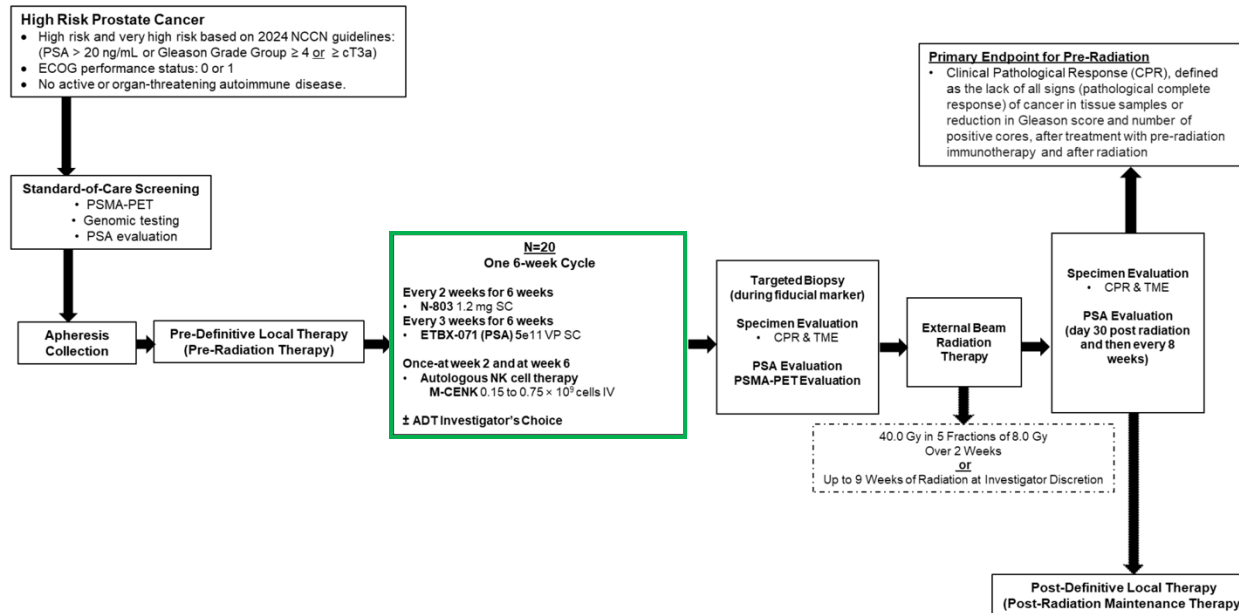 High Risk Prostate Cancer
• High risk and very high risk based on 2024 NCCN guidelines:
(PSA > 20 ng/mL or Gleason Grade Group ≥ 4 or ≥ cT3a)
• ECOG performance status: 0 or 1
• No active or organ-threatening autoimmune disease.
Standard-of-Care Screening
• PSMA-PET
• Genomic testing
• PSA evaluation
Apheresis
Collection
Pre-Definitive Local Therapy
(Pre-Radiation Therapy)
N=20
One 6-week Cycle
Every 2 weeks for 6 weeks
• N-803 1.2 mg SC
Every 3 weeks for 6 weeks
• ETBX-071 (PSA) 5e11 VP SC
Once-at week 2 and at week 6
• Autologous NK cell therapy
M-CENK 0.15 to 0.75 × 10⁹ cells IV
± ADT Investigator's Choice
Targeted Biopsy
(during fiducial marker)
Specimen Evaluation
• CPR & TME
PSA Evaluation
PSMA-PET Evaluation
External Beam
Radiation
Therapy
40.0 Gy in 5 Fractions of 8.0 Gy
Over 2 Weeks
or
Up to 9 Weeks of Radiation at Investigator Discretion
Primary Endpoint for Pre-Radiation
• Clinical Pathological Response (CPR), defined
as the lack of all signs (pathological complete
response) of cancer in tissue samples or
reduction in Gleason score and number of
positive cores, after treatment with pre-radiation
immunotherapy and after radiation
Specimen Evaluation
• CPR & TME
PSA Evaluation
(day 30 post radiation
and then every 8
weeks)
Post-Definitive Local Therapy
(Post-Radiation Maintenance Therapy)